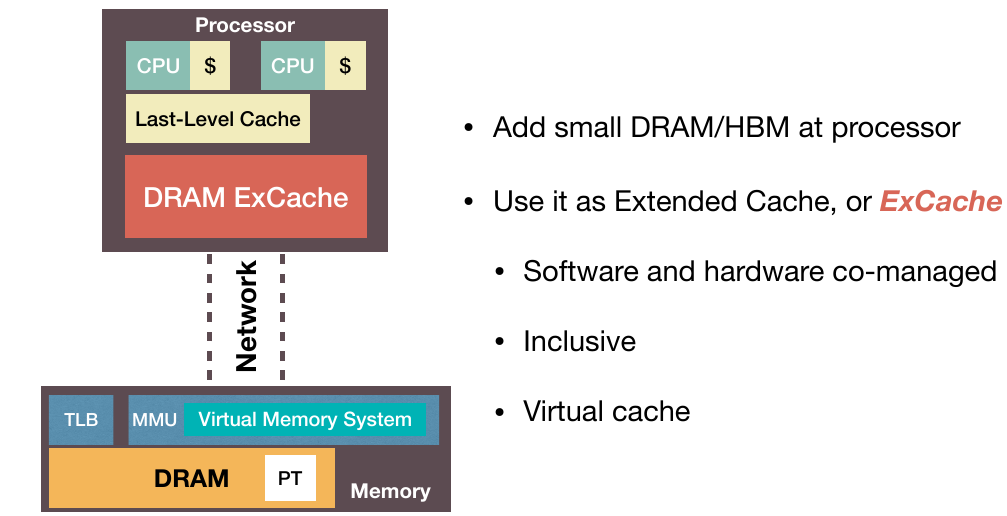 Processor
CPU $ CPU $
Last-Level Cache
DRAM ExCache
Network
TLB MMU Virtual Memory System
DRAM PT Memory
• Add small DRAM/HBM at processor
• Use it as Extended Cache, or ExCache
• Software and hardware co-managed
• Inclusive
• Virtual cache